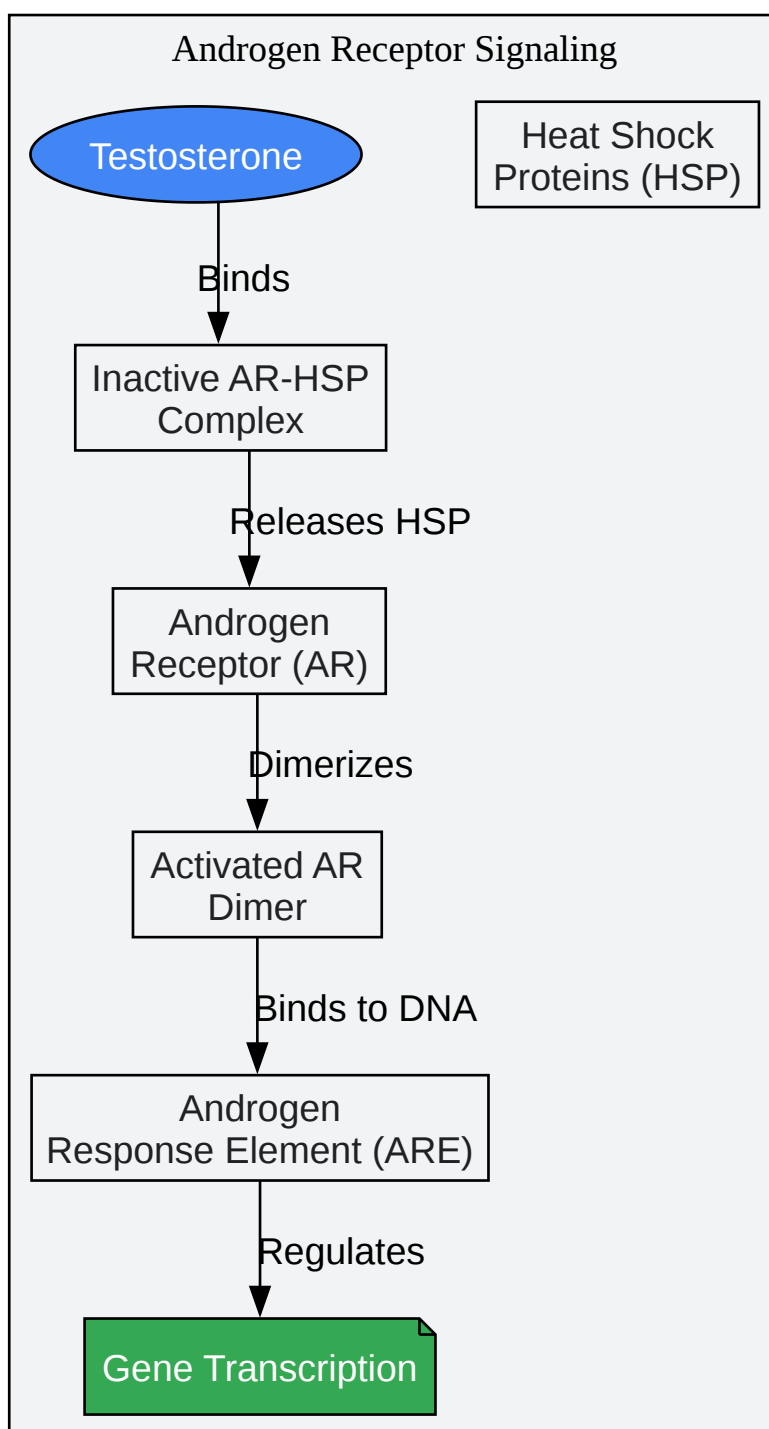 Androgen Receptor Signaling
Testosterone
Heat Shock
Proteins (HSP)
Binds
Inactive AR-HSP
Complex
Releases HSP
Androgen
Receptor (AR)
Dimerizes
Activated AR
Dimer
Binds to DNA
Androgen
Response Element (ARE)
Regulates
Gene Transcription